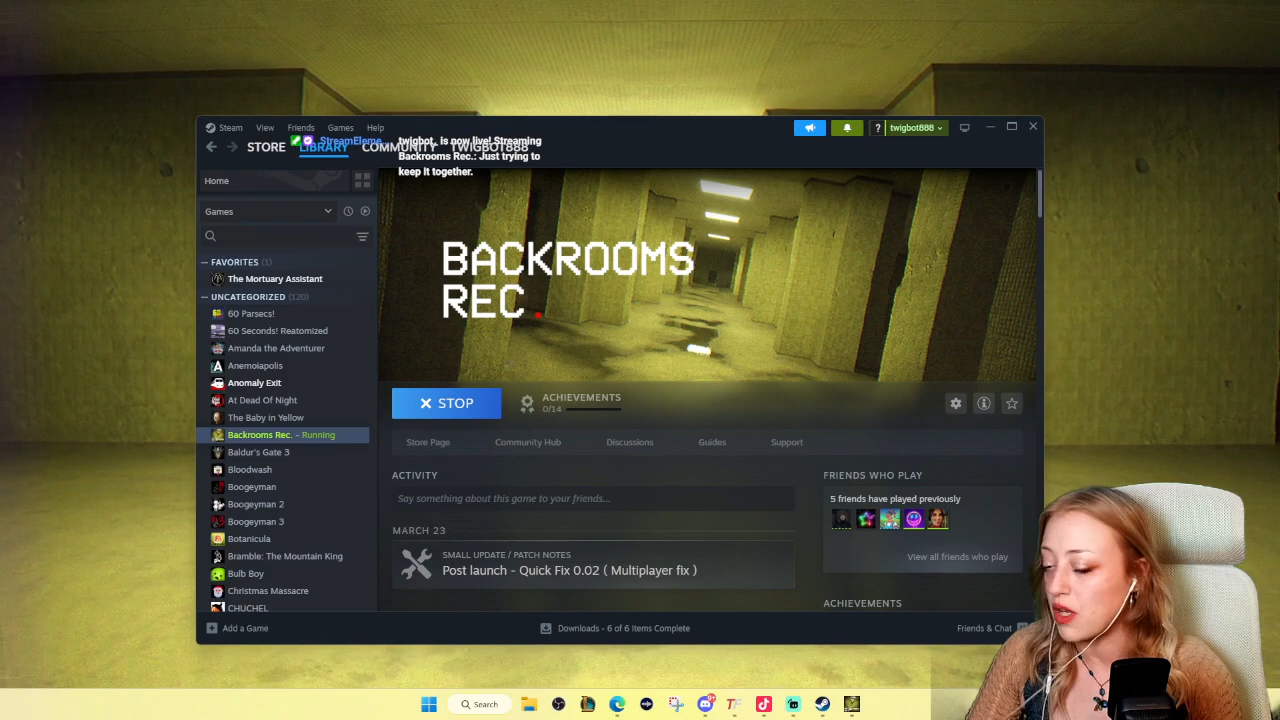 Steam View Friends Games Help
? twigbot888
StreamEleme
twigbot_ is now live! Streaming
Backrooms Rec.: Just trying to
keep it together.
STORE LIBRARY COMMUNITY TWIGBOT888
Home
Games
FAVORITES (1)
The Mortuary Assistant
UNCATEGORIZED (120)
60 Parsecs!
60 Seconds! Reatomized
Amanda the Adventurer
Anemoiapolis
Anomaly Exit
At Dead Of Night
The Baby in Yellow
Backrooms Rec. - Running
Baldur's Gate 3
Bloodwash
Boogeyman
Boogeyman 2
Boogeyman 3
Botanicula
Bramble: The Mountain King
Bulb Boy
Christmas Massacre
CHUCHEL
BACKROOMS
REC.
STOP
ACHIEVEMENTS
0/14
Store Page Community Hub Discussions Guides Support
ACTIVITY
Say something about this game to your friends...
MARCH 23
SMALL UPDATE / PATCH NOTES
Post launch - Quick Fix 0.02 ( Multiplayer fix )
FRIENDS WHO PLAY
5 friends have played previously
View all friends who play
ACHIEVEMENTS
Add a Game
Downloads - 6 of 6 Items Complete
Friends & Chat
Search